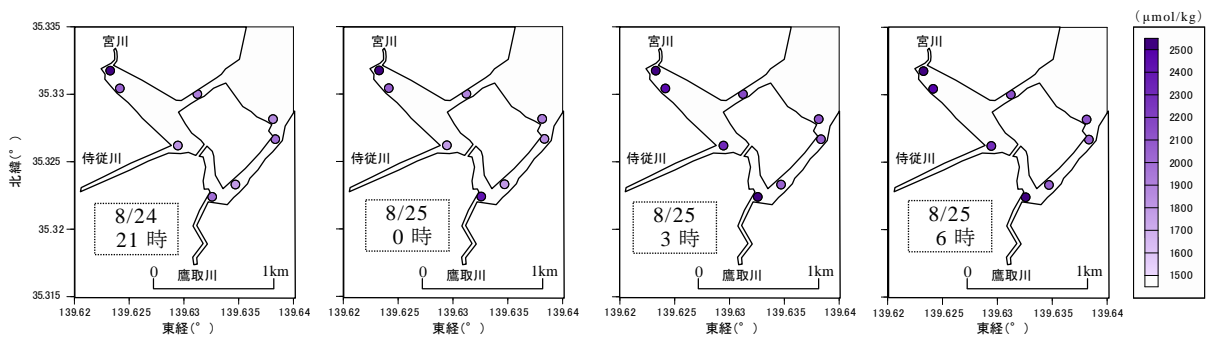 (μmol/kg)
35.335
35.33
35.325
35.32
35.315
北緯(°)
宮川
侍従川
8/24
21 時
0
鷹取川
1km
139.62
139.625
139.63
139.635
139.64
東経(°)
宮川
侍従川
8/25
0 時
0
鷹取川
1km
139.62
139.625
139.63
139.635
139.64
東経(°)
宮川
侍従川
8/25
3 時
0
鷹取川
1km
139.62
139.625
139.63
139.635
139.64
東経(°)
宮川
侍従川
8/25
6 時
0
鷹取川
1km
139.62
139.625
139.63
139.635
139.64
東経(°)
2500
2400
2300
2200
2100
2000
1900
1800
1700
1600
1500